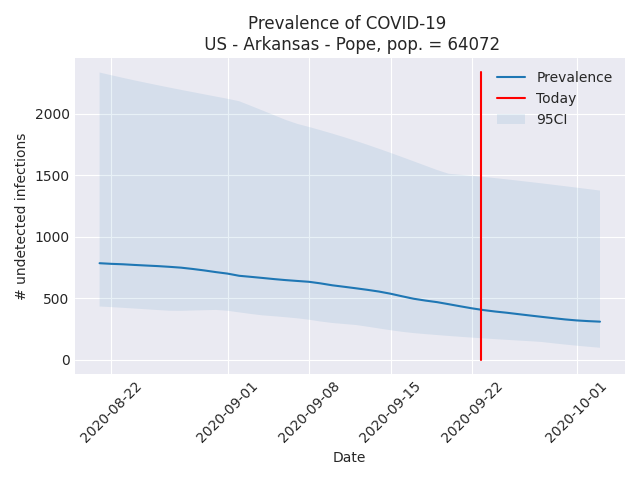 Prevalence of COVID-19
US - Arkansas - Pope, pop. = 64072
Prevalence
Today
95CI
# undetected infections
2000
1500
1000
500
0
2020-08-22
2020-09-01
2020-09-08
2020-09-15
2020-09-22
2020-10-01
Date